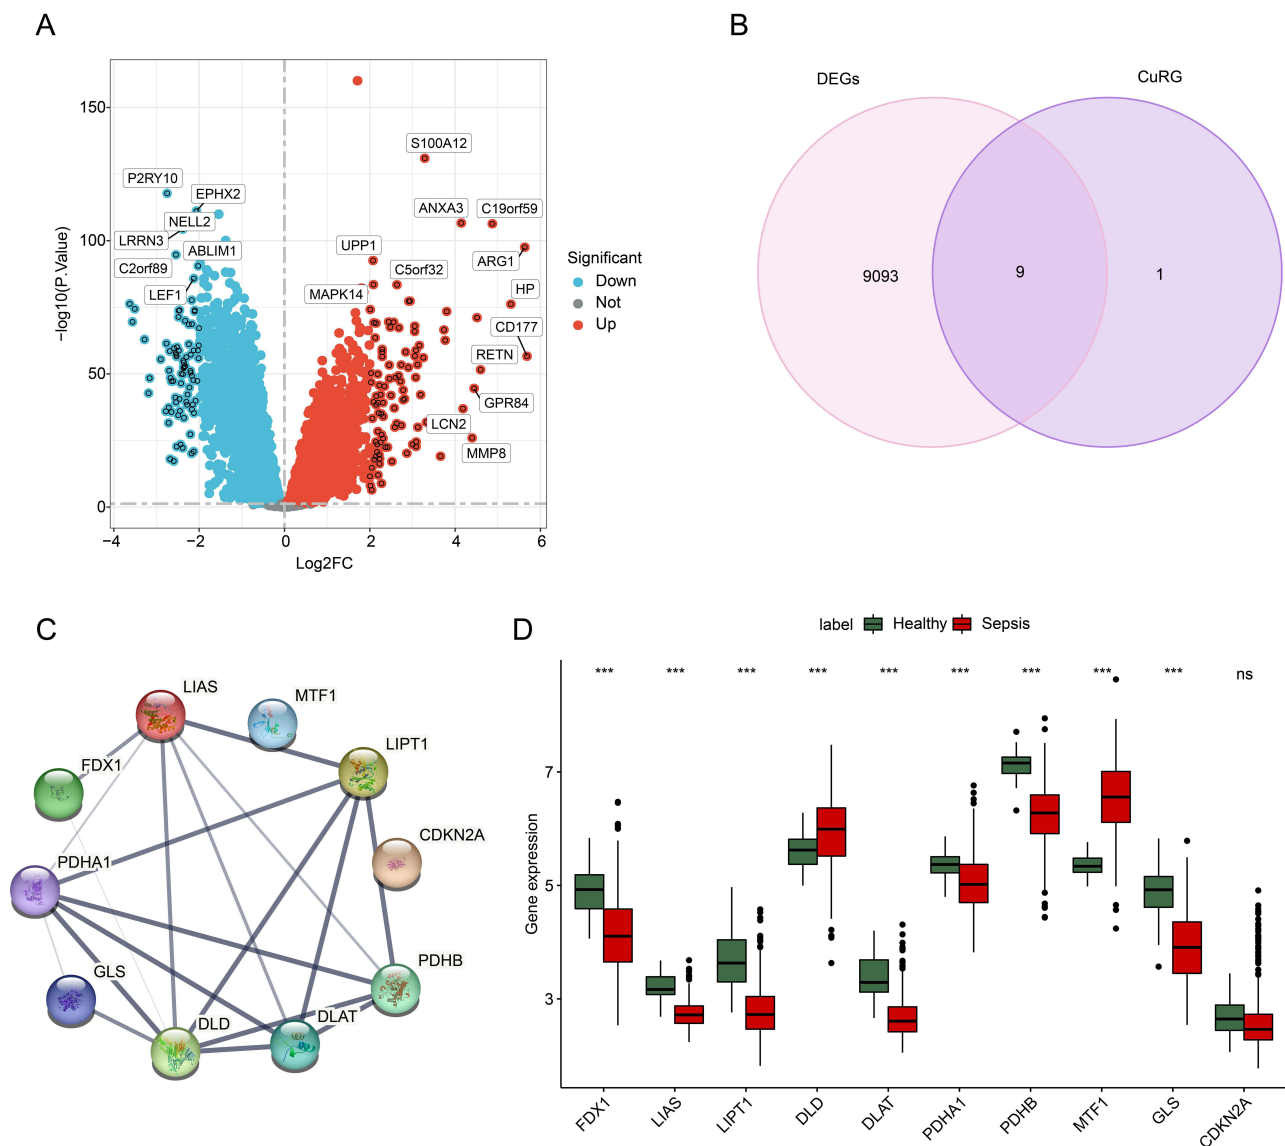 A
−log10(P.Value)
150
100
50
0
−4
−2
0
2
4
6
Log2FC
S100A12
P2RY10
EPHX2
NELL2
LRRN3
ABLIM1
C2orf89
LEF1
ANXA3
C19orf59
UPP1
ARG1
C5orf32
MAPK14
HP
CD177
RETN
GPR84
LCN2
MMP8
Significant
Down
Not
Up
B
DEGs
CuRG
9093
9
1
C
LIAS
MTF1
LIPT1
FDX1
CDKN2A
PDHA1
PDHB
GLS
DLD
DLAT
D
label Healthy Sepsis
*** *** *** *** *** *** *** *** *** ns
Gene expression
7
5
3
FDX1
LIAS
LIPT1
DLD
DLAT
PDHA1
PDHB
MTF1
GLS
CDKN2A